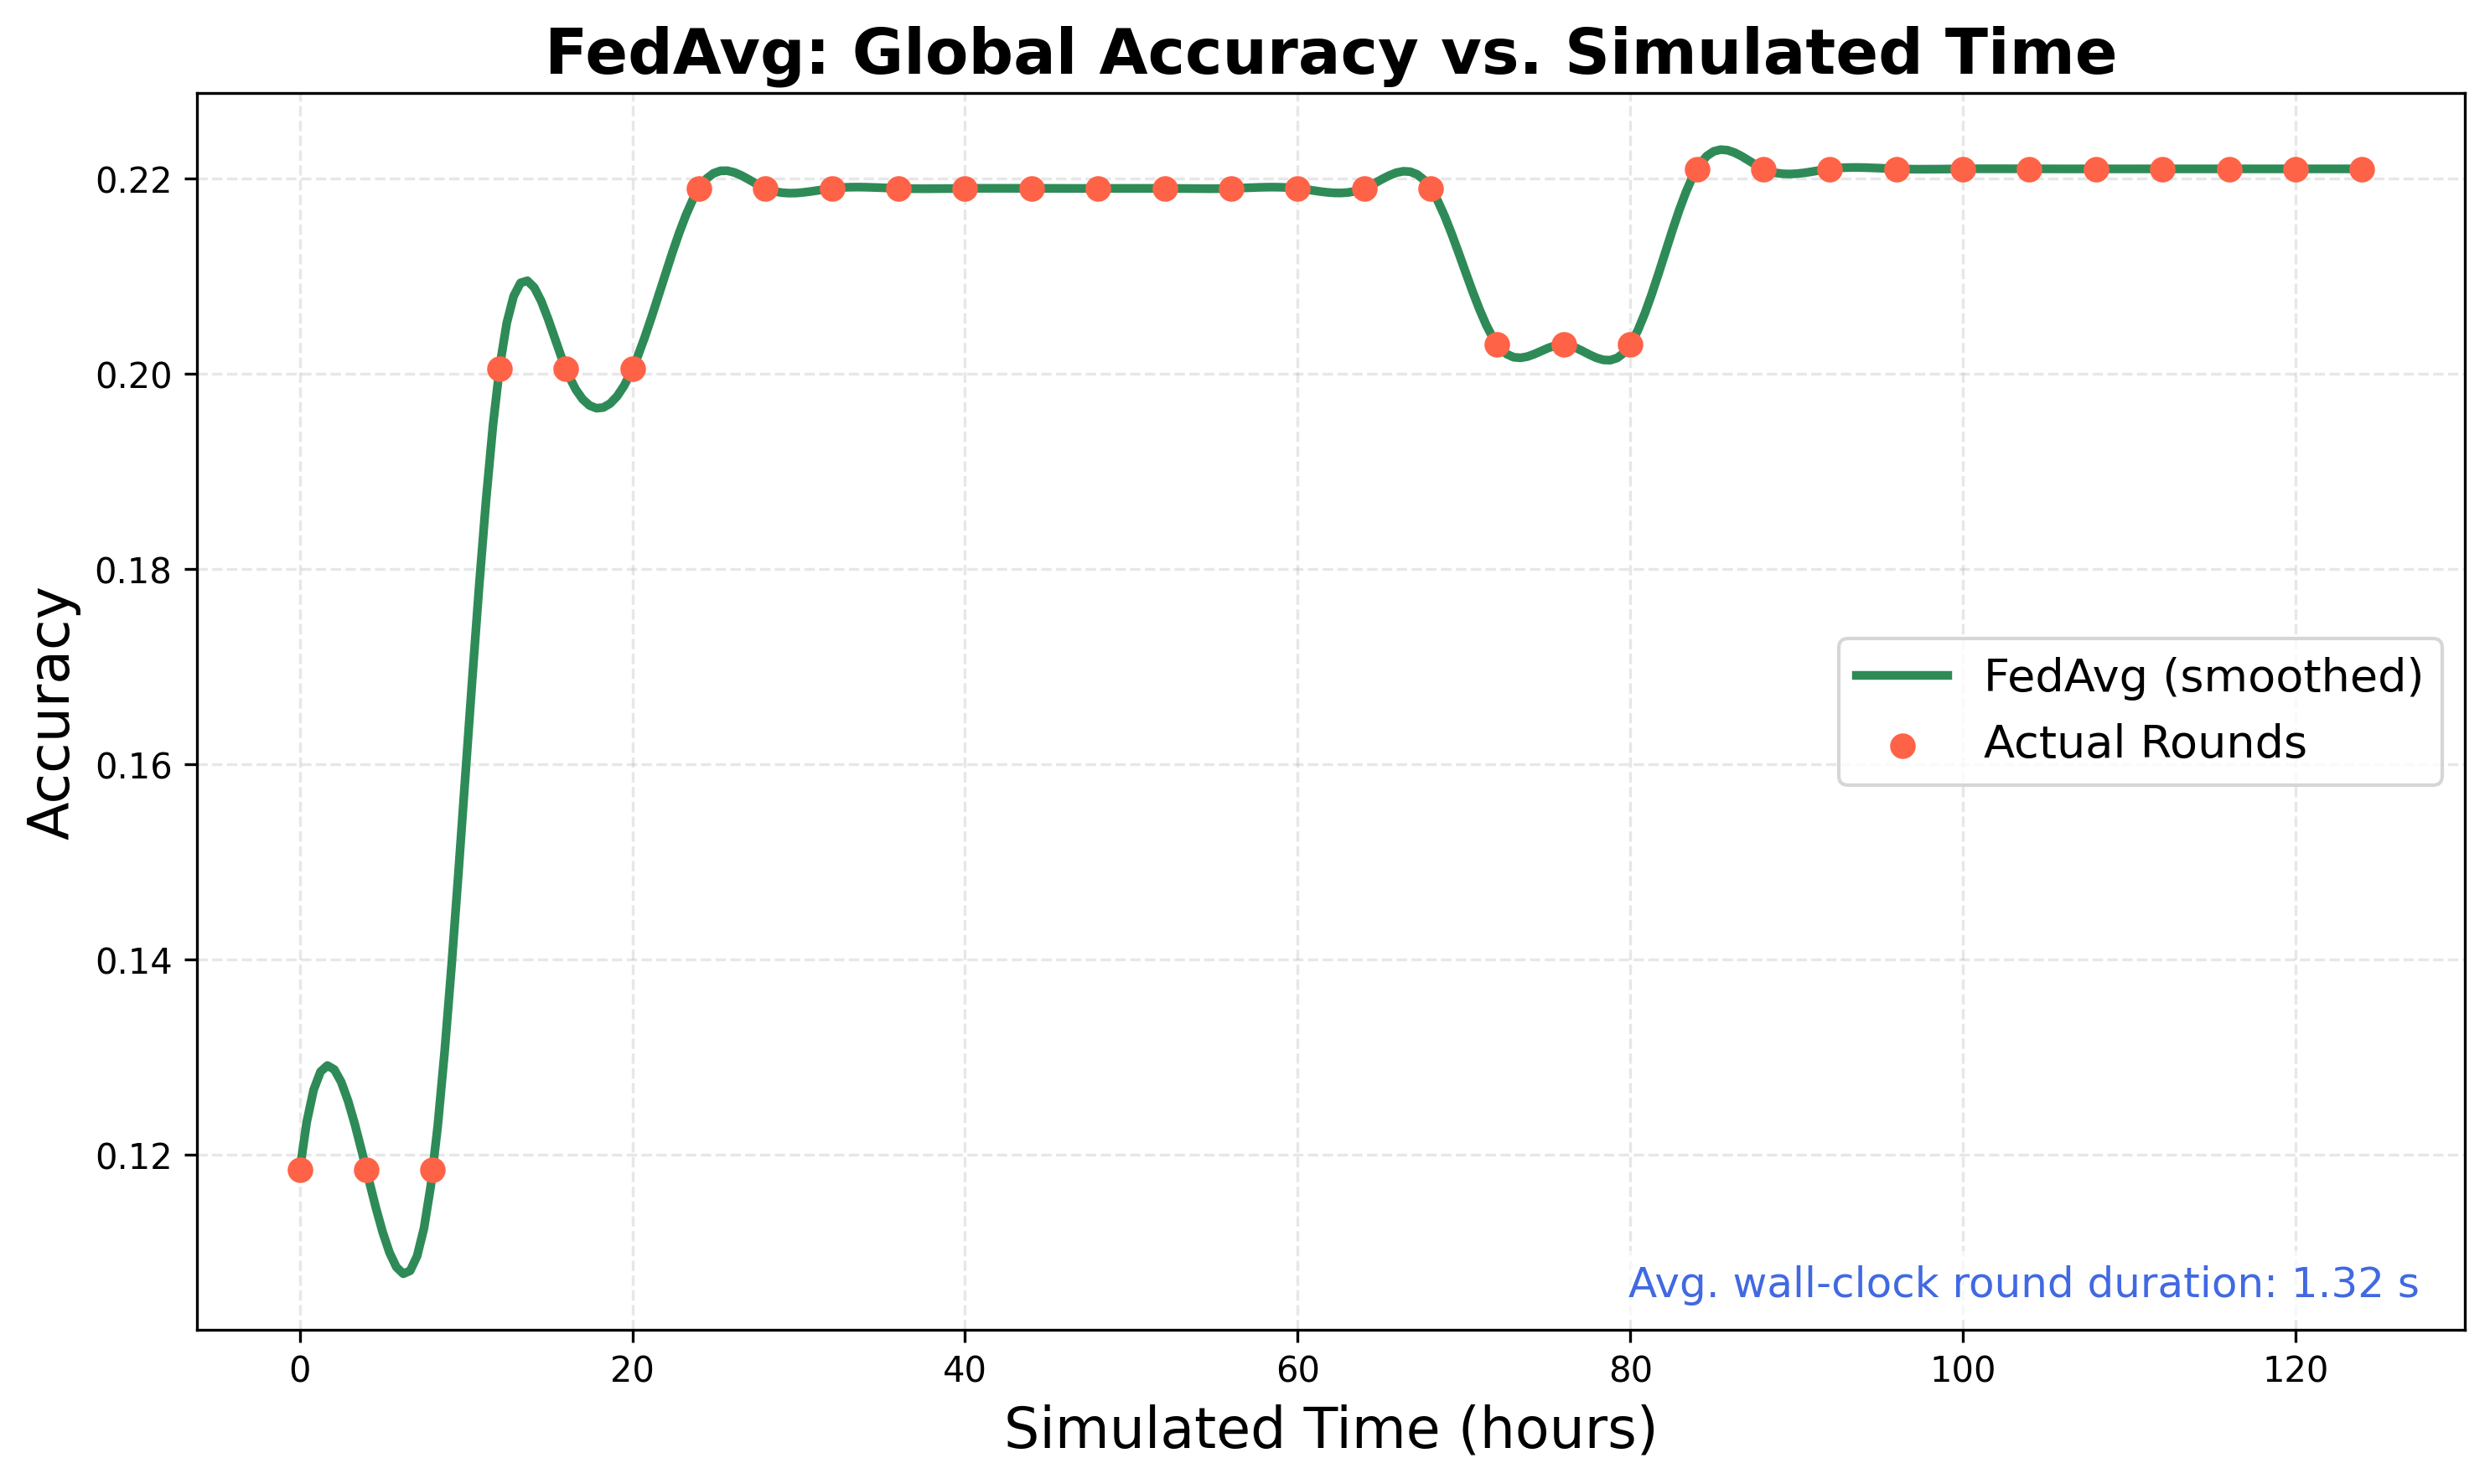 FedAvg: Global Accuracy vs. Simulated Time
Accuracy
0.22
0.20
0.18
0.16
0.14
0.12
FedAvg (smoothed)
Actual Rounds
Avg. wall-clock round duration: 1.32 s
0 20 40 60 80 100 120
Simulated Time (hours)